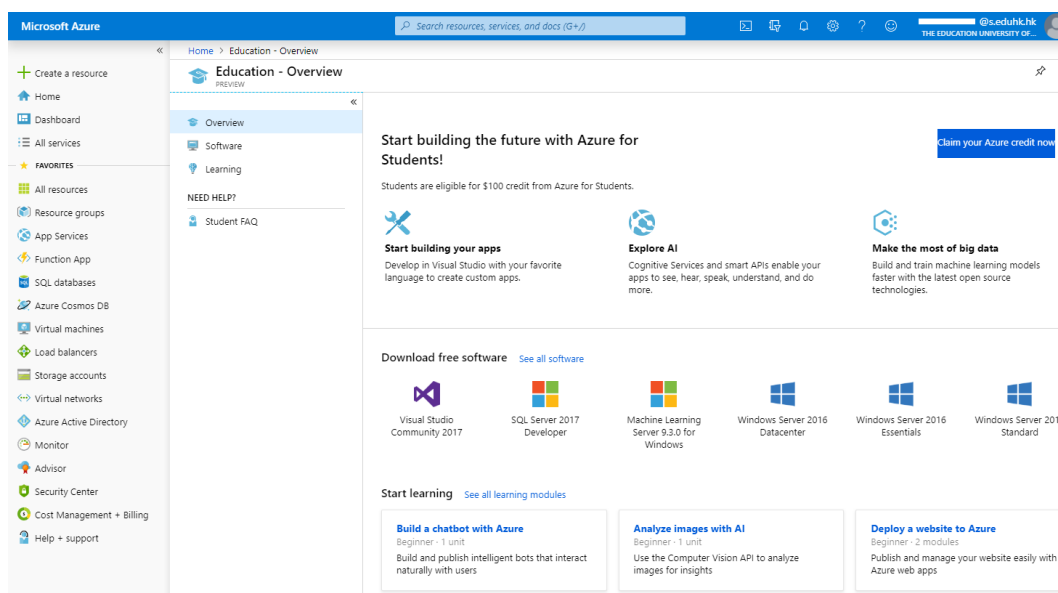 Microsoft Azure
Search resources, services, and docs (G+/)
@s.eduhk.hk
THE EDUCATION UNIVERSITY OF...
Home > Education - Overview
Education - Overview
PREVIEW
Create a resource
Home
Dashboard
All services
FAVORITES
All resources
Resource groups
App Services
Function App
SQL databases
Azure Cosmos DB
Virtual machines
Load balancers
Storage accounts
Virtual networks
Azure Active Directory
Monitor
Advisor
Security Center
Cost Management + Billing
Help + support
Overview
Software
Learning
NEED HELP?
Student FAQ
Start building the future with Azure for
Students!
Claim your Azure credit now
Students are eligible for $100 credit from Azure for Students.
Start building your apps
Develop in Visual Studio with your favorite
language to create custom apps.
Explore AI
Cognitive Services and smart APIs enable your
apps to see, hear, speak, understand, and do
more.
Make the most of big data
Build and train machine learning models
faster with the latest open source
technologies.
Download free software See all software
Visual Studio
Community 2017
SQL Server 2017
Developer
Machine Learning
Server 9.3.0 for
Windows
Windows Server 2016
Datacenter
Windows Server 2016
Essentials
Windows Server 201
Standard
Start learning See all learning modules
Build a chatbot with Azure
Beginner · 1 unit
Build and publish intelligent bots that interact
naturally with users
Analyze images with AI
Beginner · 1 unit
Use the Computer Vision API to analyze
images for insights
Deploy a website to Azure
Beginner · 2 modules
Publish and manage your website easily with
Azure web apps